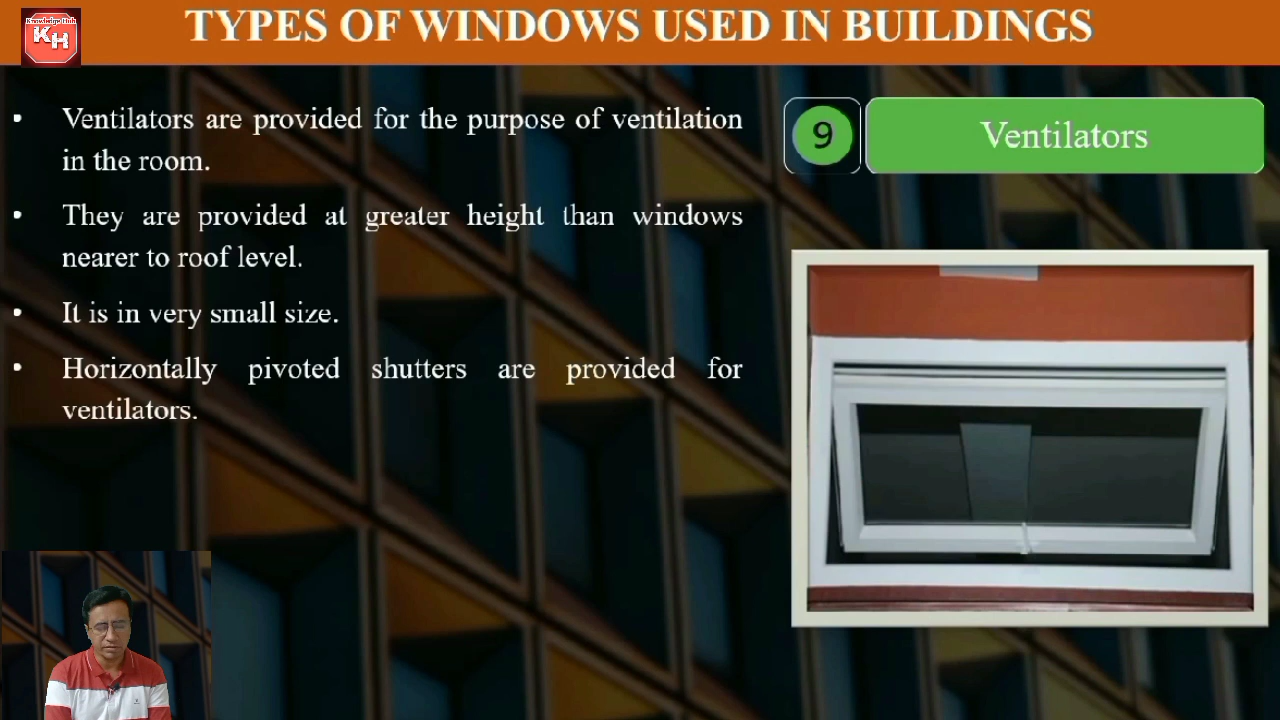 TYPES OF WINDOWS USED IN BUILDINGS
Knowledge Hub
KH
• Ventilators are provided for the purpose of ventilation
in the room.
• They are provided at greater height than windows
nearer to roof level.
• It is in very small size.
• Horizontally pivoted shutters are provided for
ventilators.
9
Ventilators